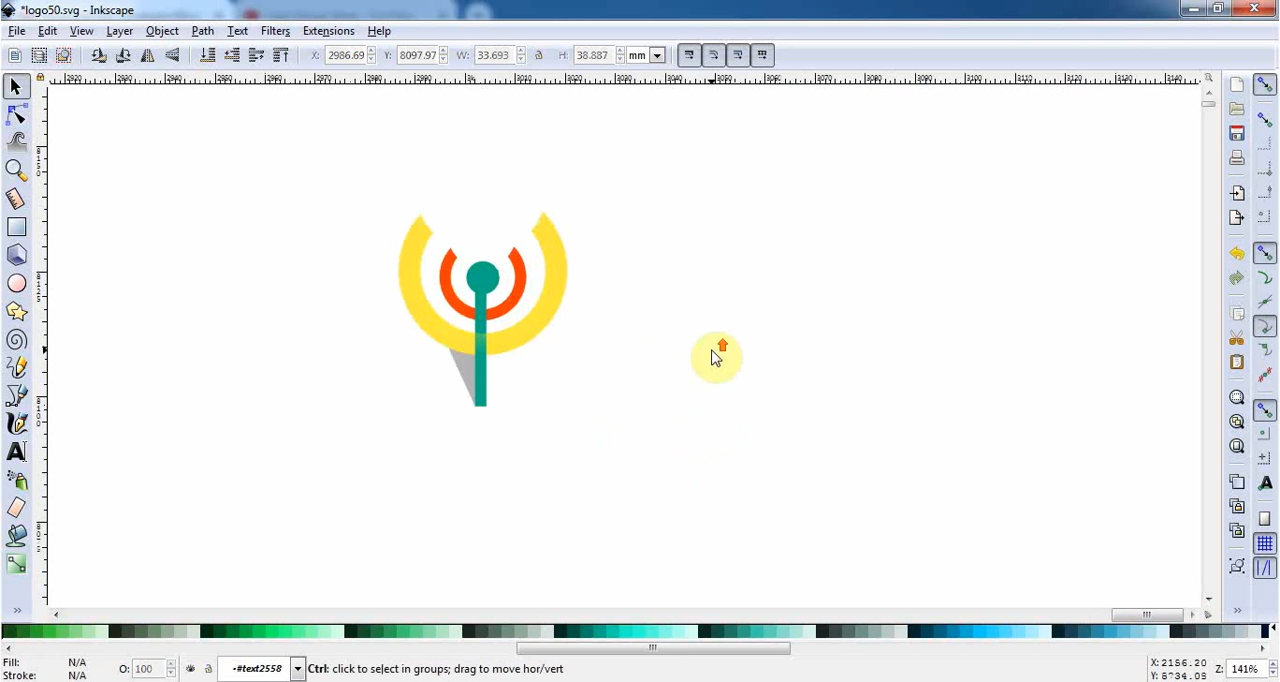 *logo50.svg - Inkscape
File Edit View Layer Object Path Text Filters Extensions Help
X: 2986.69 Y: 8097.97 W: 33.693 H: 38.887 mm
Fill: N/A O: 100 -#text2558 Ctrl: click to select in groups; drag to move hor/vert X:2156.20 Z: 141%
Stroke: N/A Y:8734.08